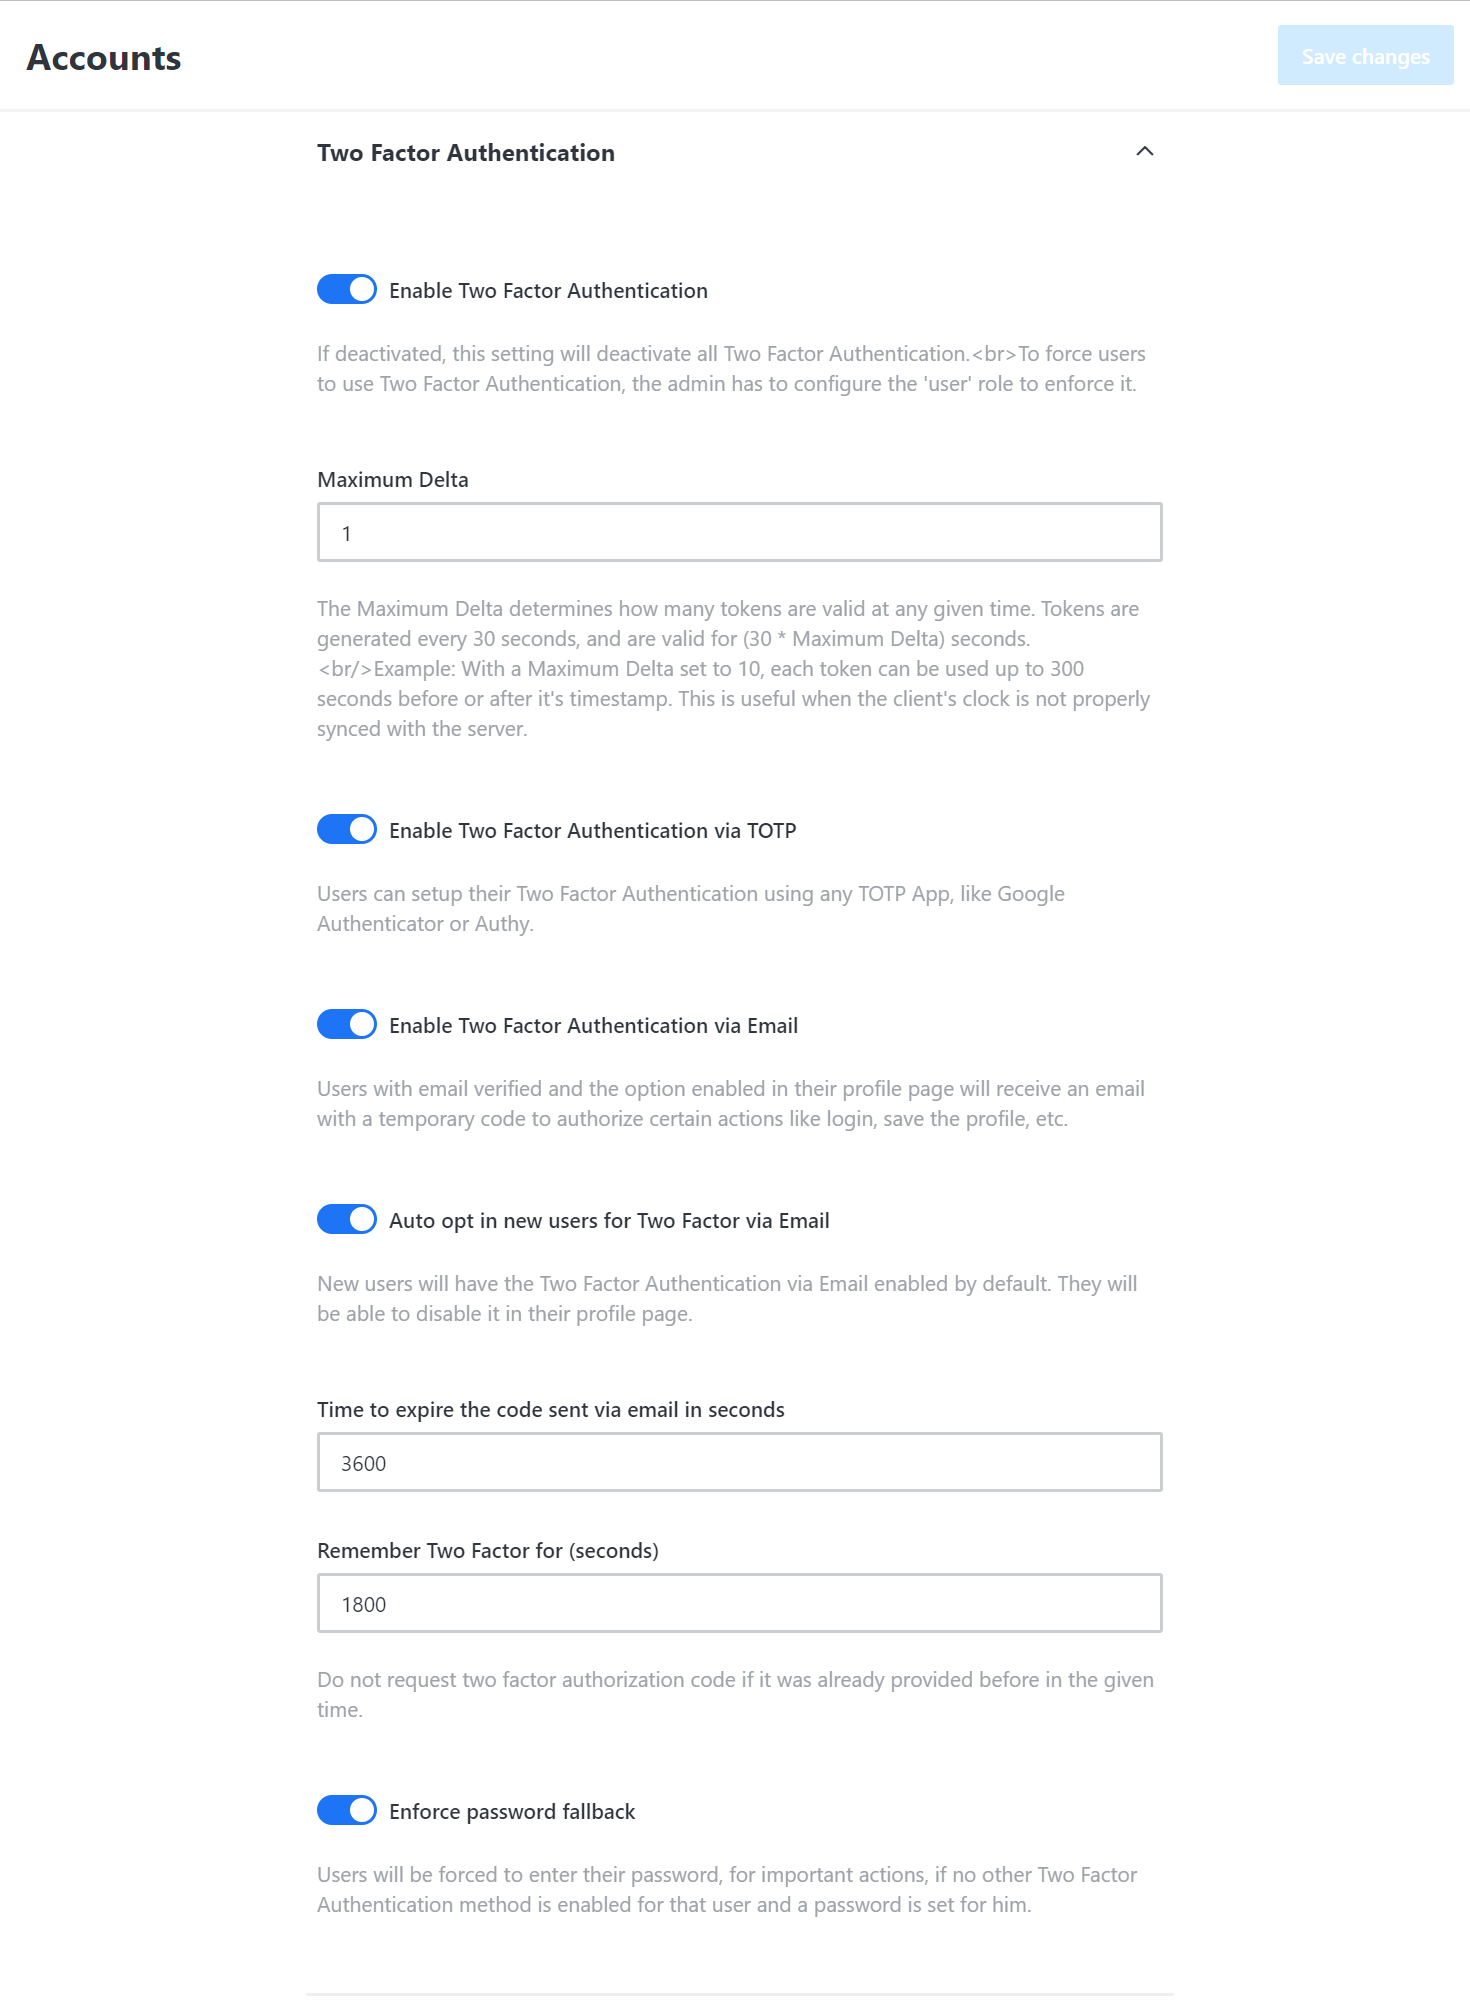 Accounts
Save changes
Two Factor Authentication
Enable Two Factor Authentication
If deactivated, this setting will deactivate all Two Factor Authentication.<br>To force users
to use Two Factor Authentication, the admin has to configure the 'user' role to enforce it.
Maximum Delta
1
The Maximum Delta determines how many tokens are valid at any given time. Tokens are
generated every 30 seconds, and are valid for (30 * Maximum Delta) seconds.
<br/>Example: With a Maximum Delta set to 10, each token can be used up to 300
seconds before or after it's timestamp. This is useful when the client's clock is not properly
synced with the server.
Enable Two Factor Authentication via TOTP
Users can setup their Two Factor Authentication using any TOTP App, like Google
Authenticator or Authy.
Enable Two Factor Authentication via Email
Users with email verified and the option enabled in their profile page will receive an email
with a temporary code to authorize certain actions like login, save the profile, etc.
Auto opt in new users for Two Factor via Email
New users will have the Two Factor Authentication via Email enabled by default. They will
be able to disable it in their profile page.
Time to expire the code sent via email in seconds
3600
Remember Two Factor for (seconds)
1800
Do not request two factor authorization code if it was already provided before in the given
time.
Enforce password fallback
Users will be forced to enter their password, for important actions, if no other Two Factor
Authentication method is enabled for that user and a password is set for him.